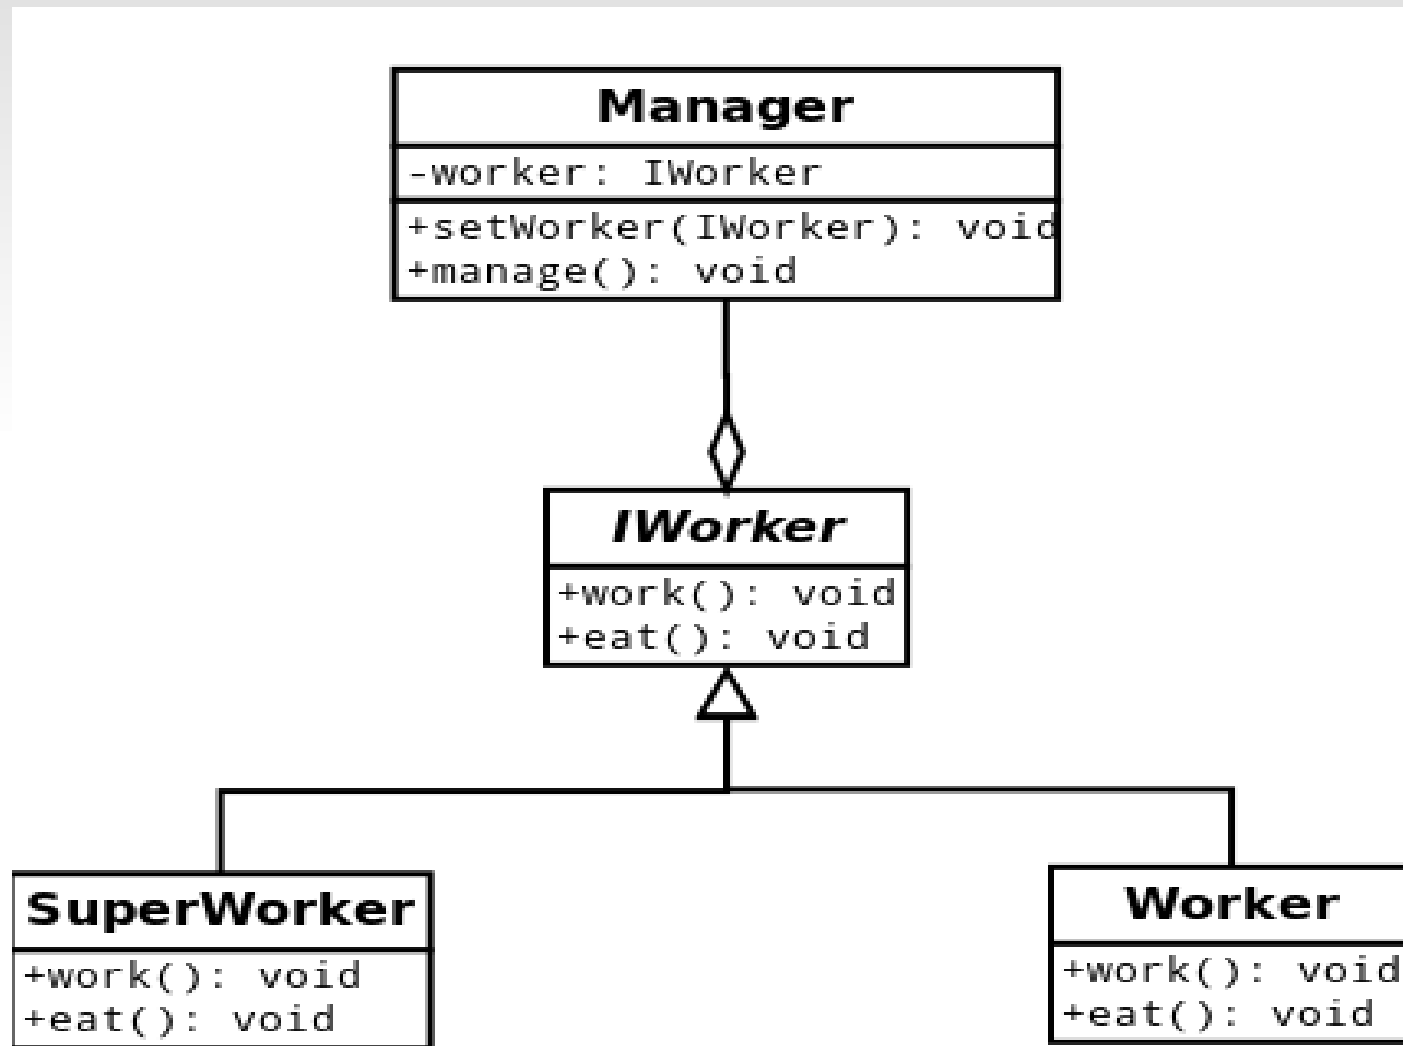 Manager
-worker: IWorker
+setWorker(IWorker): void
+manage(): void
IWorker
+work(): void
+eat(): void
SuperWorker
+work(): void
+eat(): void
Worker
+work(): void
+eat(): void